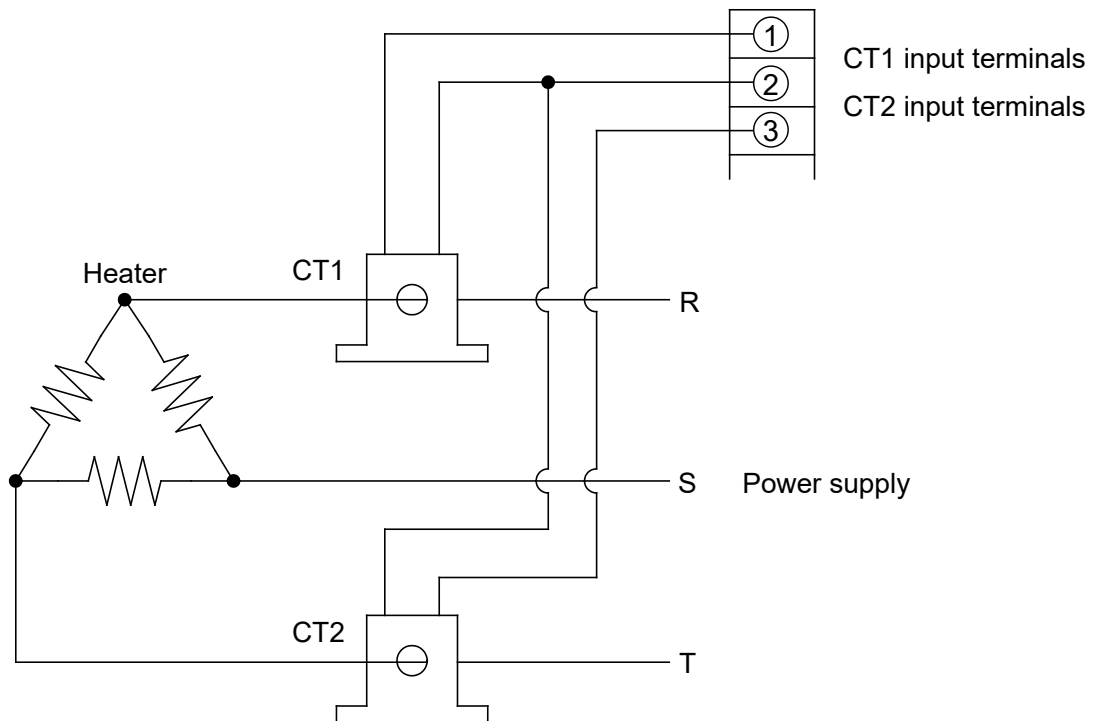 1
CT1 input terminals
2
CT2 input terminals
3
Heater
CT1
R
S
Power supply
CT2
T